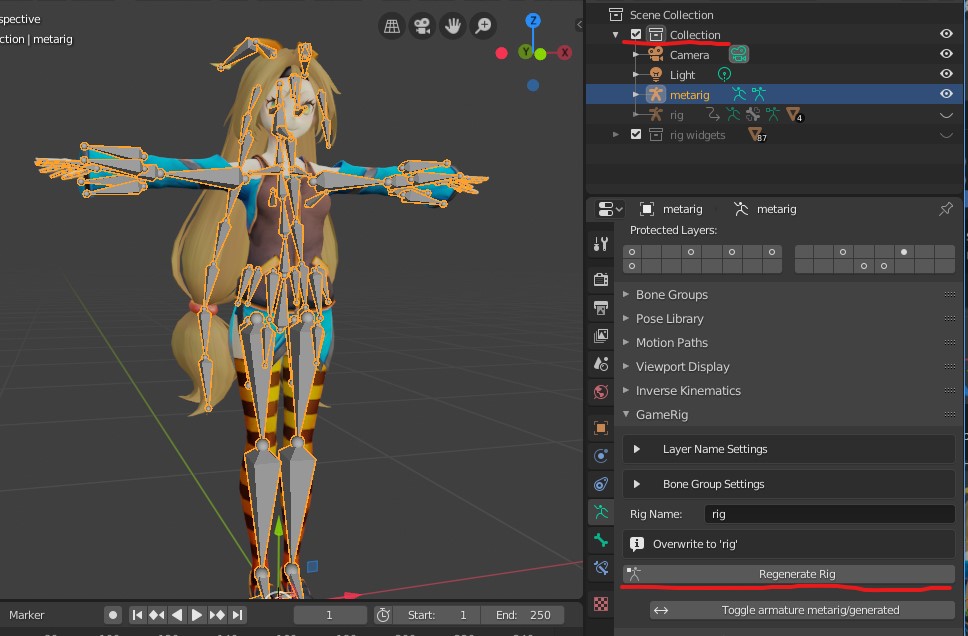 spective
ction | metarig
Z
Y
X
Scene Collection
Collection
Camera
Light
metarig
rig
4
rig widgets
87
metarig
metarig
Protected Layers:
Bone Groups
Pose Library
Motion Paths
Viewport Display
Inverse Kinematics
GameRig
Layer Name Settings
Bone Group Settings
Rig Name: rig
Overwrite to 'rig'
Regenerate Rig
Toggle armature metarig/generated
Marker
1
Start: 1
End: 250